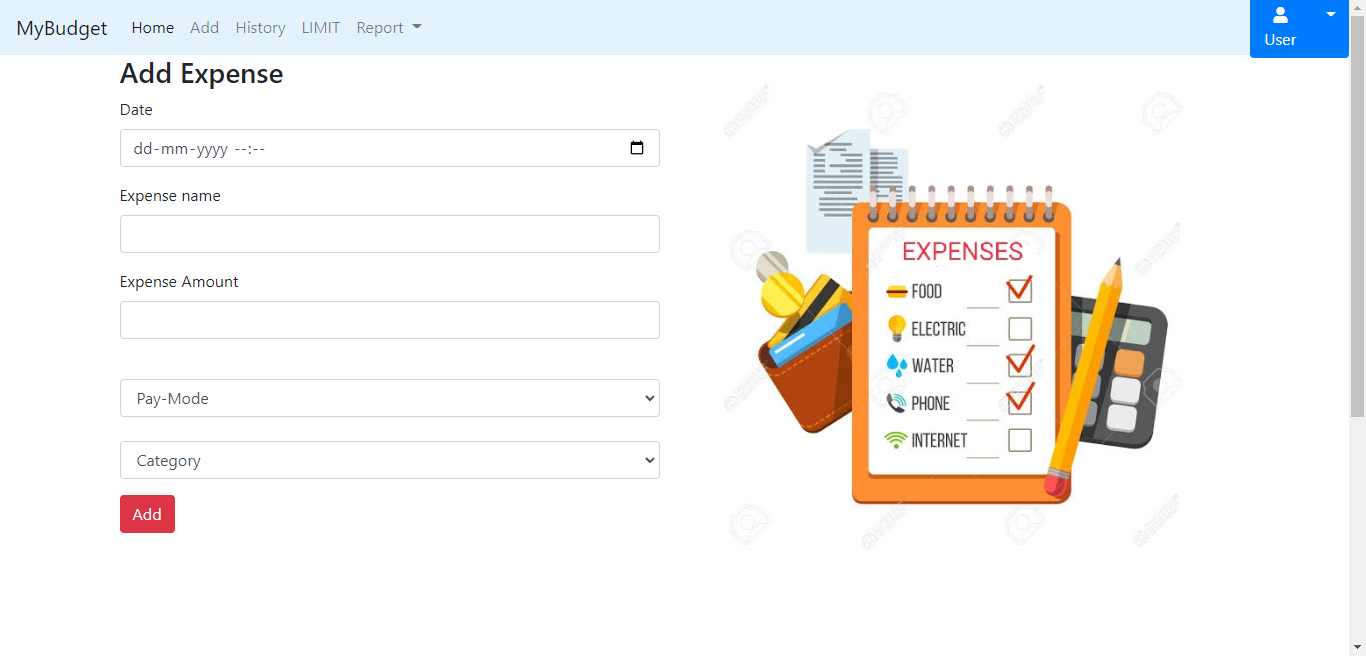 MyBudget Home Add History LIMIT Report
User
Add Expense
Date
dd-mm-yyyy --:--
Expense name
Expense Amount
Pay-Mode
Category
Add
EXPENSES
FOOD
ELECTRIC
WATER
PHONE
INTERNET